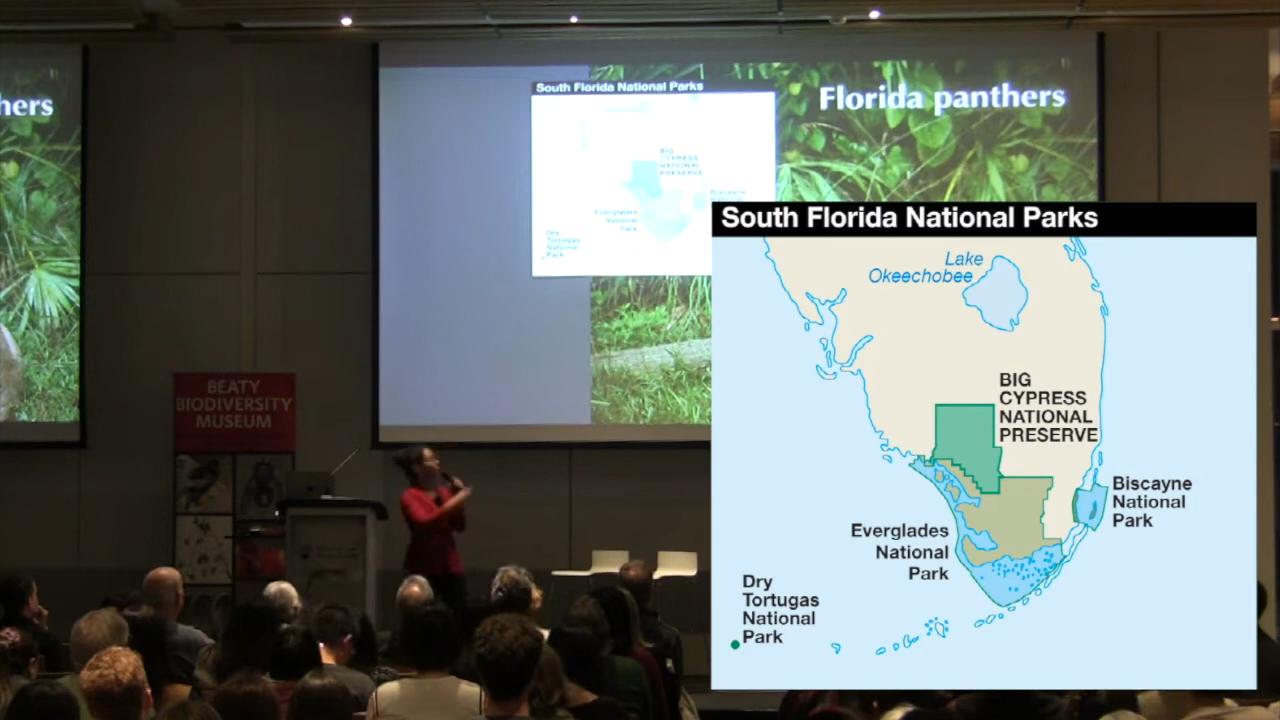 hers
South Florida National Parks
Florida panthers
BIG
CYPRESS
NATIONAL
PRESERVE
Biscayne
National
Everglades
National
Park
Dry
Tortugas
National
Park
BEATY
BIODIVERSITY
MUSEUM
South Florida National Parks
Lake
Okeechobee
BIG
CYPRESS
NATIONAL
PRESERVE
Biscayne
National
Park
Everglades
National
Park
Dry
Tortugas
National
Park